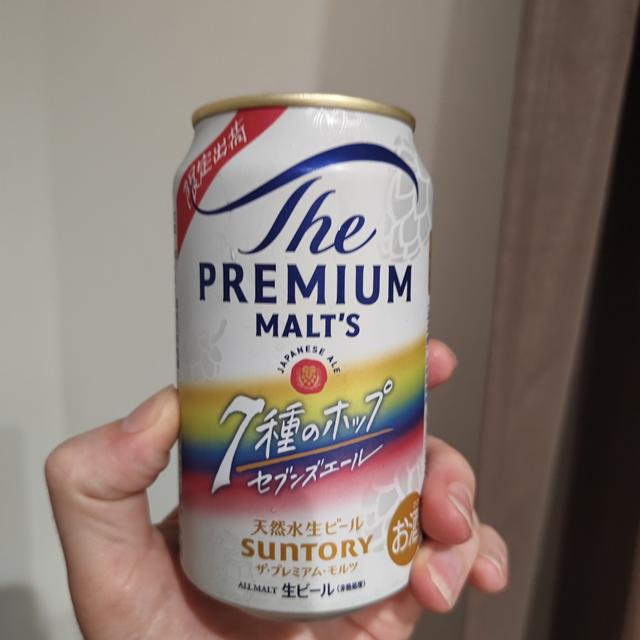 限定出荷
The
PREMIUM
MALT'S
JAPANESE ALE
7種のホップ
セブンズエール
天然水生ビール
SUNTORY
ザ・プレミアム・モルツ
お酒
ALL MALT 生ビール(非熱処理)